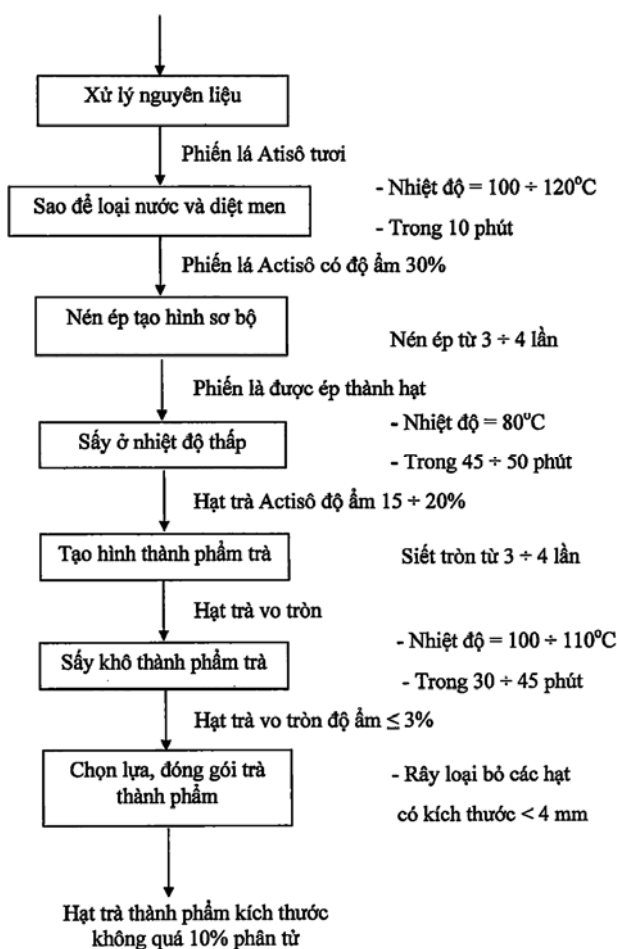 Xử lý nguyên liệu
Phiến lá Atisô tươi
Sao để loại nước và diệt men
- Nhiệt độ = 100 ÷ 120°C
- Trong 10 phút
Phiến lá Actisô có độ ẩm 30%
Nén ép tạo hình sơ bộ
Nén ép từ 3 ÷ 4 lần
Phiến là được ép thành hạt
Sấy ở nhiệt độ thấp
- Nhiệt độ = 80°C
- Trong 45 ÷ 50 phút
Hạt trà Actisô độ ẩm 15 ÷ 20%
Tạo hình thành phẩm trà
Siết tròn từ 3 ÷ 4 lần
Hạt trà vo tròn
Sấy khô thành phẩm trà
- Nhiệt độ = 100 ÷ 110°C
- Trong 30 ÷ 45 phút
Hạt trà vo tròn độ ẩm ≤ 3%
Chọn lựa, đóng gói trà
thành phẩm
- Rây loại bỏ các hạt
có kích thước < 4 mm
Hạt trà thành phẩm kích thước
không quá 10% phân tử